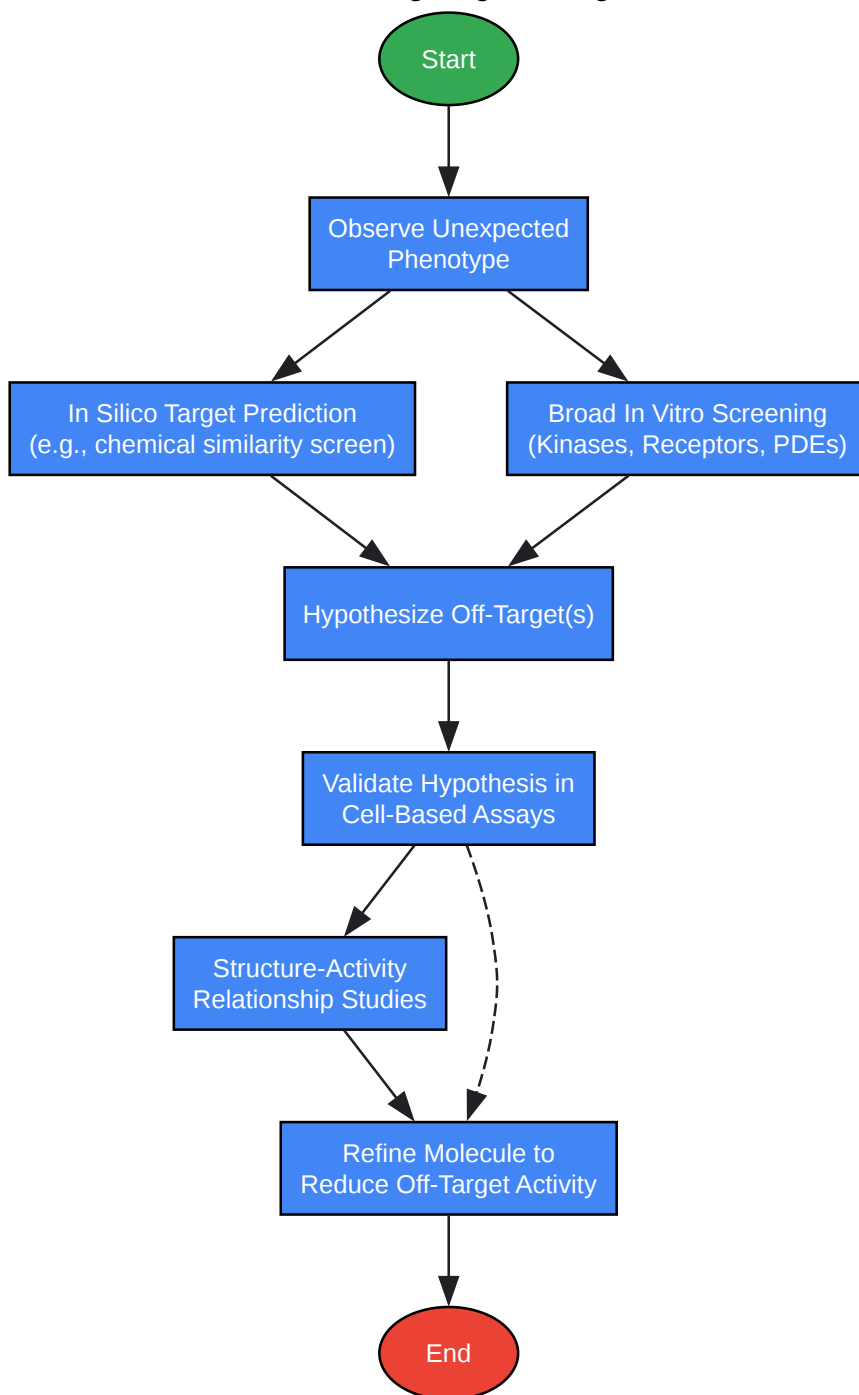 Start
Observe Unexpected
Phenotype
In Silico Target Prediction
(e.g., chemical similarity screen)
Broad In Vitro Screening
(Kinases, Receptors, PDEs)
Hypothesize Off-Target(s)
Validate Hypothesis in
Cell-Based Assays
Structure-Activity
Relationship Studies
Refine Molecule to
Reduce Off-Target Activity
End